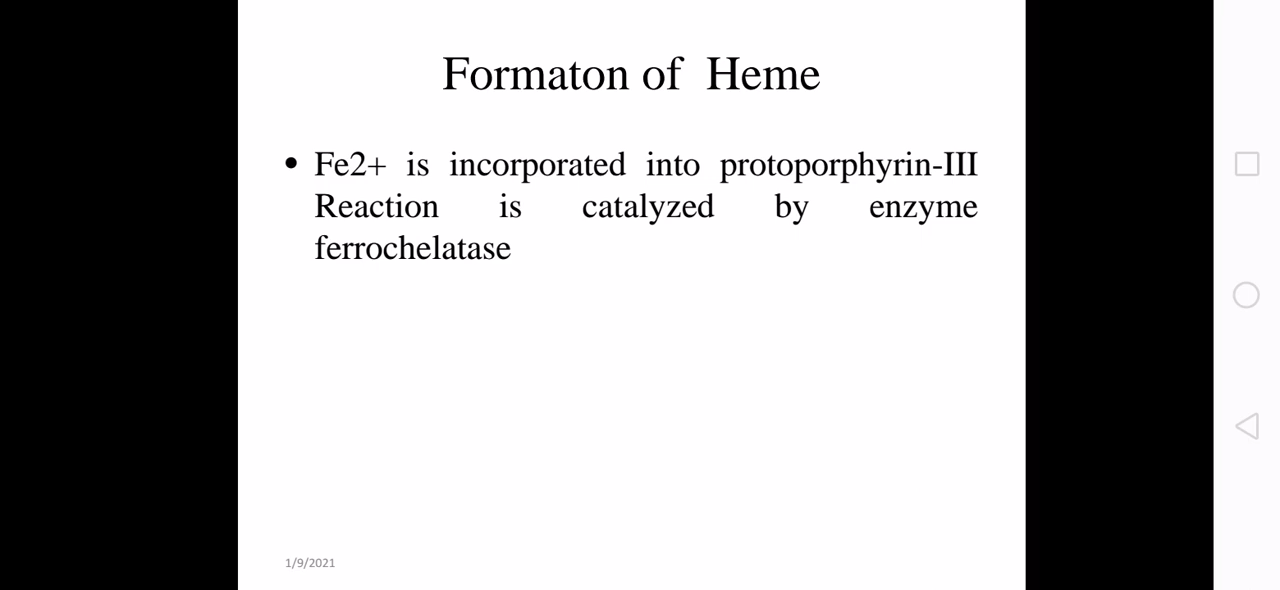 Formaton of Heme
• Fe2+ is incorporated into protoporphyrin-III
Reaction is catalyzed by enzyme
ferrochelatase
1/9/2021